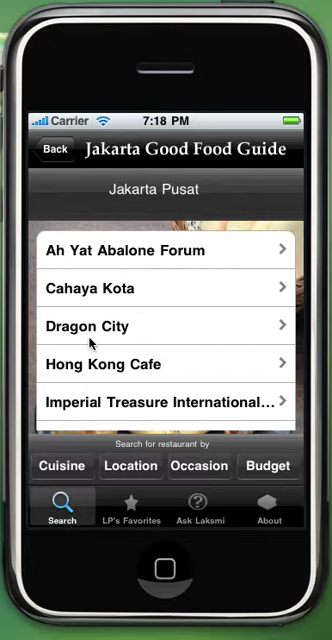 Carrier 7:18 PM
Back Jakarta Good Food Guide
Jakarta Pusat
Ah Yat Abalone Forum
Cahaya Kota
Dragon City
Hong Kong Cafe
Imperial Treasure International...
Search for restaurant by
Cuisine Location Occasion Budget
Search LP's Favorites Ask Laksmi About